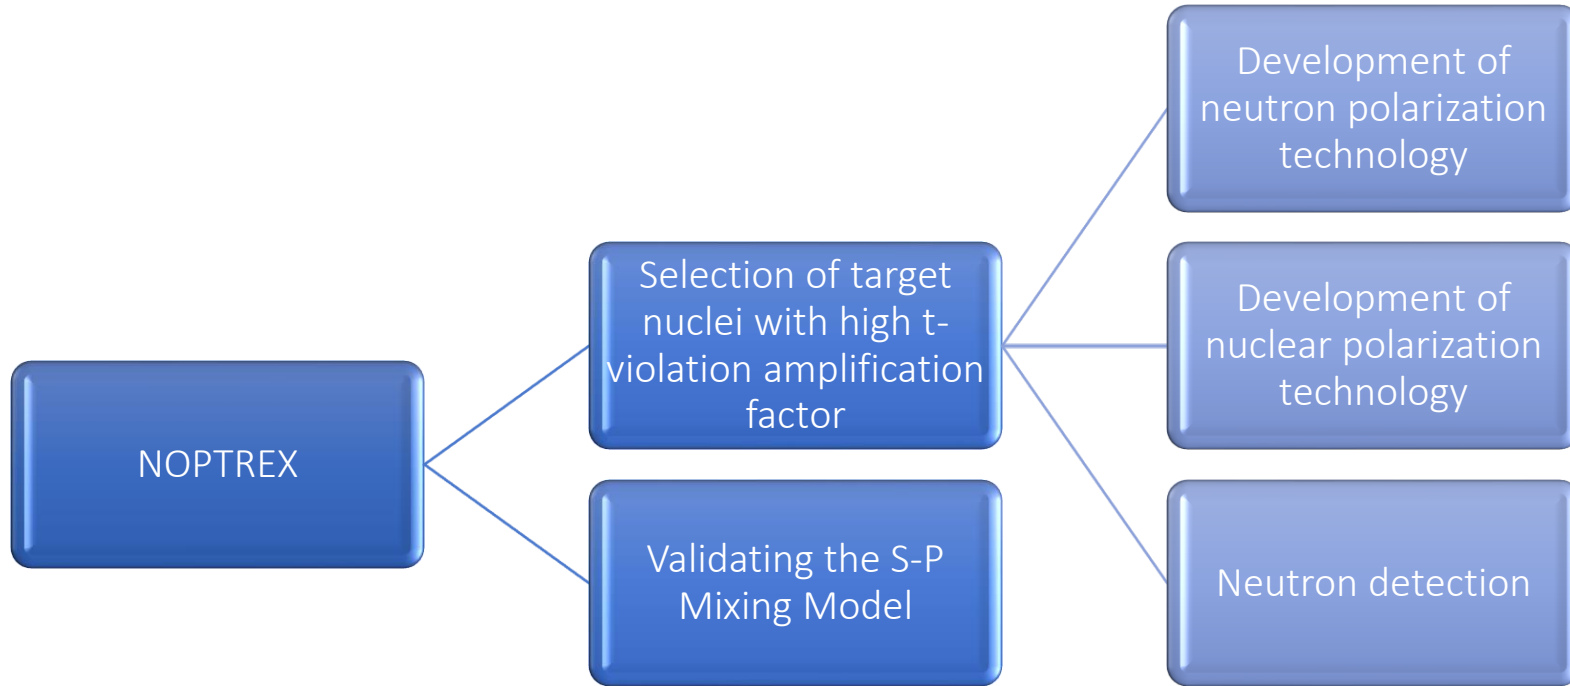 NOPTREX
Selection of target
nuclei with high t-
violation amplification
factor
Validating the S-P
Mixing Model
Development of
neutron polarization
technology
Development of
nuclear polarization
technology
Neutron detection